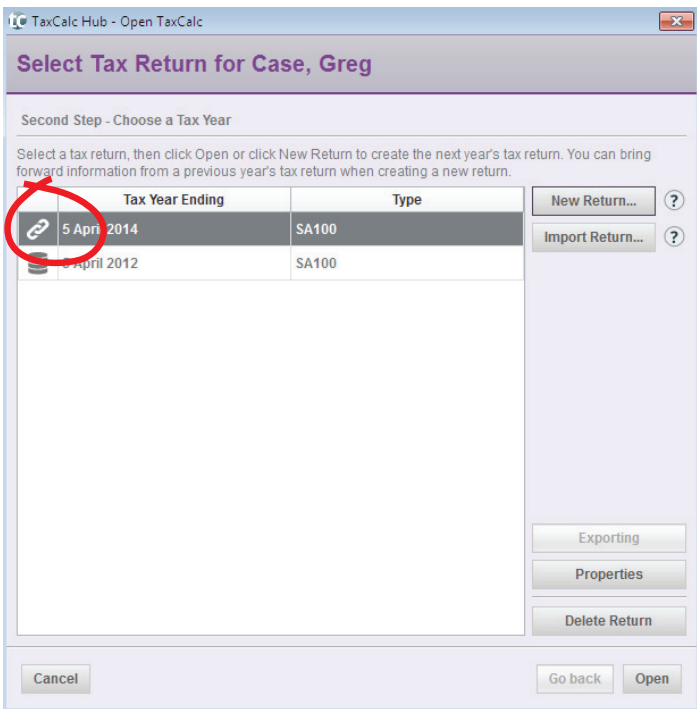 TaxCalc Hub - Open TaxCalc
Select Tax Return for Case, Greg
Second Step - Choose a Tax Year
Select a tax return, then click Open or click New Return to create the next year's tax return. You can bring
forward information from a previous year's tax return when creating a new return.
Tax Year Ending Type
New Return... ?
5 April 2014 SA100
Import Return... ?
5 April 2012 SA100
Exporting
Properties
Delete Return
Cancel Go back Open